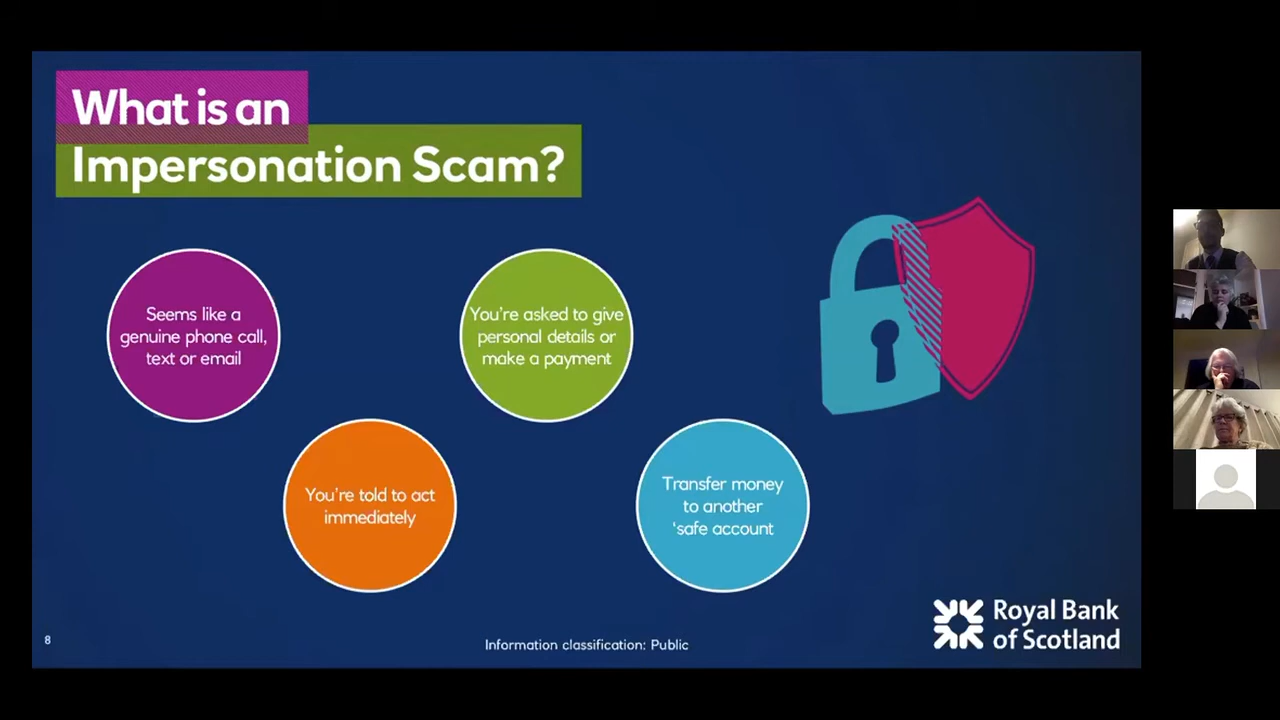 What is an
Impersonation Scam?
Seems like a
genuine phone call,
text or email
You're asked to give
personal details or
make a payment
You're told to act
immediately
Transfer money
to another
'safe account
8
Information classification: Public
Royal Bank
of Scotland